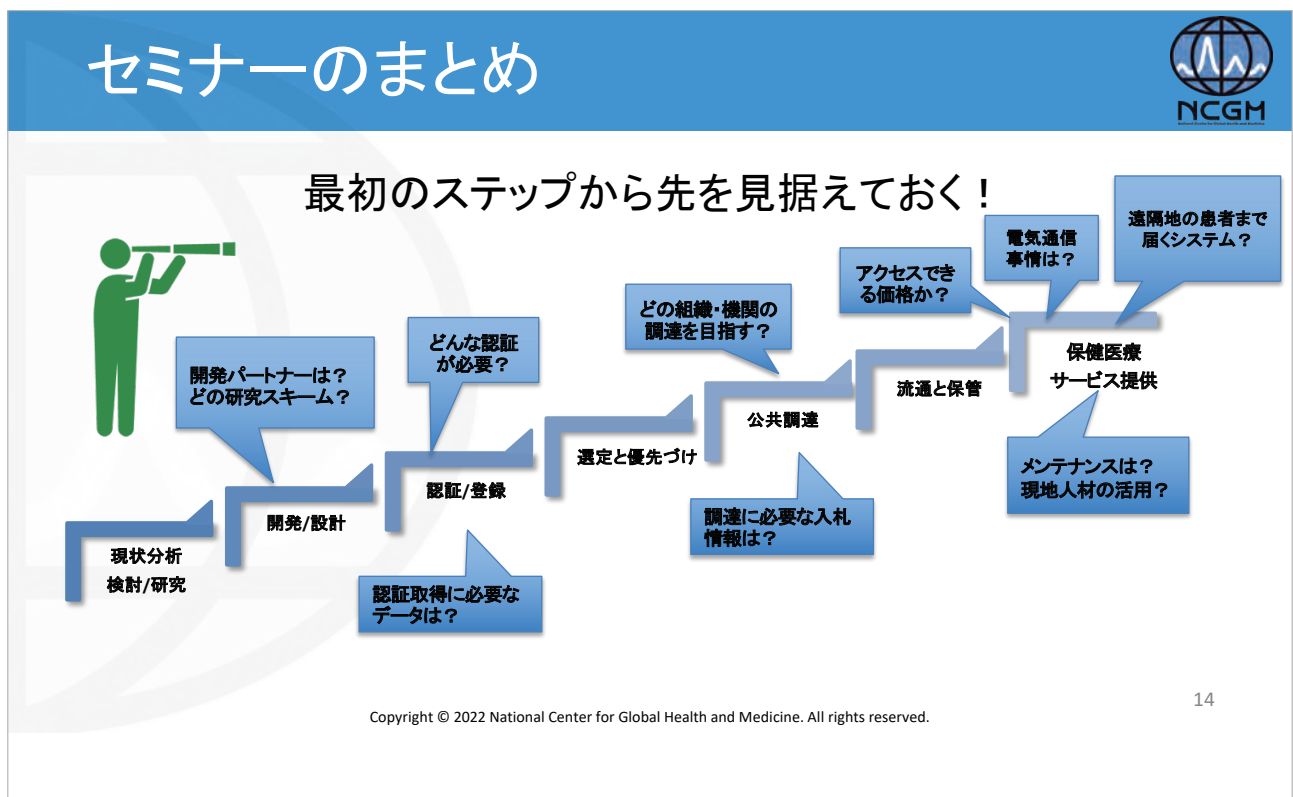 セミナーのまとめ
NCGM
National Center for Global Health and Medicine
最初のステップから先を見据えておく！
遠隔地の患者まで
届くシステム？
電気通信
事情は？
アクセスでき
る価格か？
どの組織・機関の
調達を目指す？
どんな認証
が必要？
開発パートナーは？
どの研究スキーム？
保健医療
サービス提供
流通と保管
公共調達
選定と優先づけ
認証/登録
開発/設計
現状分析
検討/研究
メンテナンスは？
現地人材の活用？
調達に必要な入札
情報は？
認証取得に必要な
データは？
14
Copyright © 2022 National Center for Global Health and Medicine. All rights reserved.